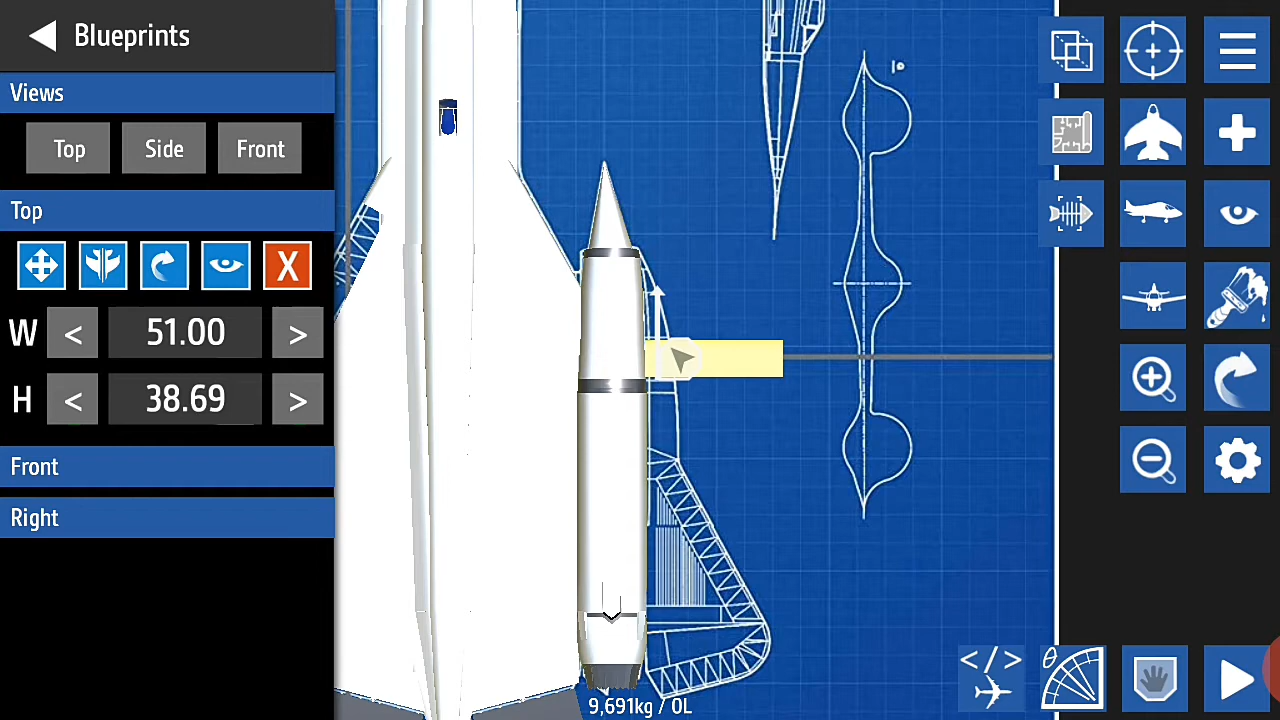 Blueprints
Views
Top
Side
Front
Top
X
W < 51.00 >
H < 38.69 >
Front
Right
9,691kg / 0L
</> 
θ